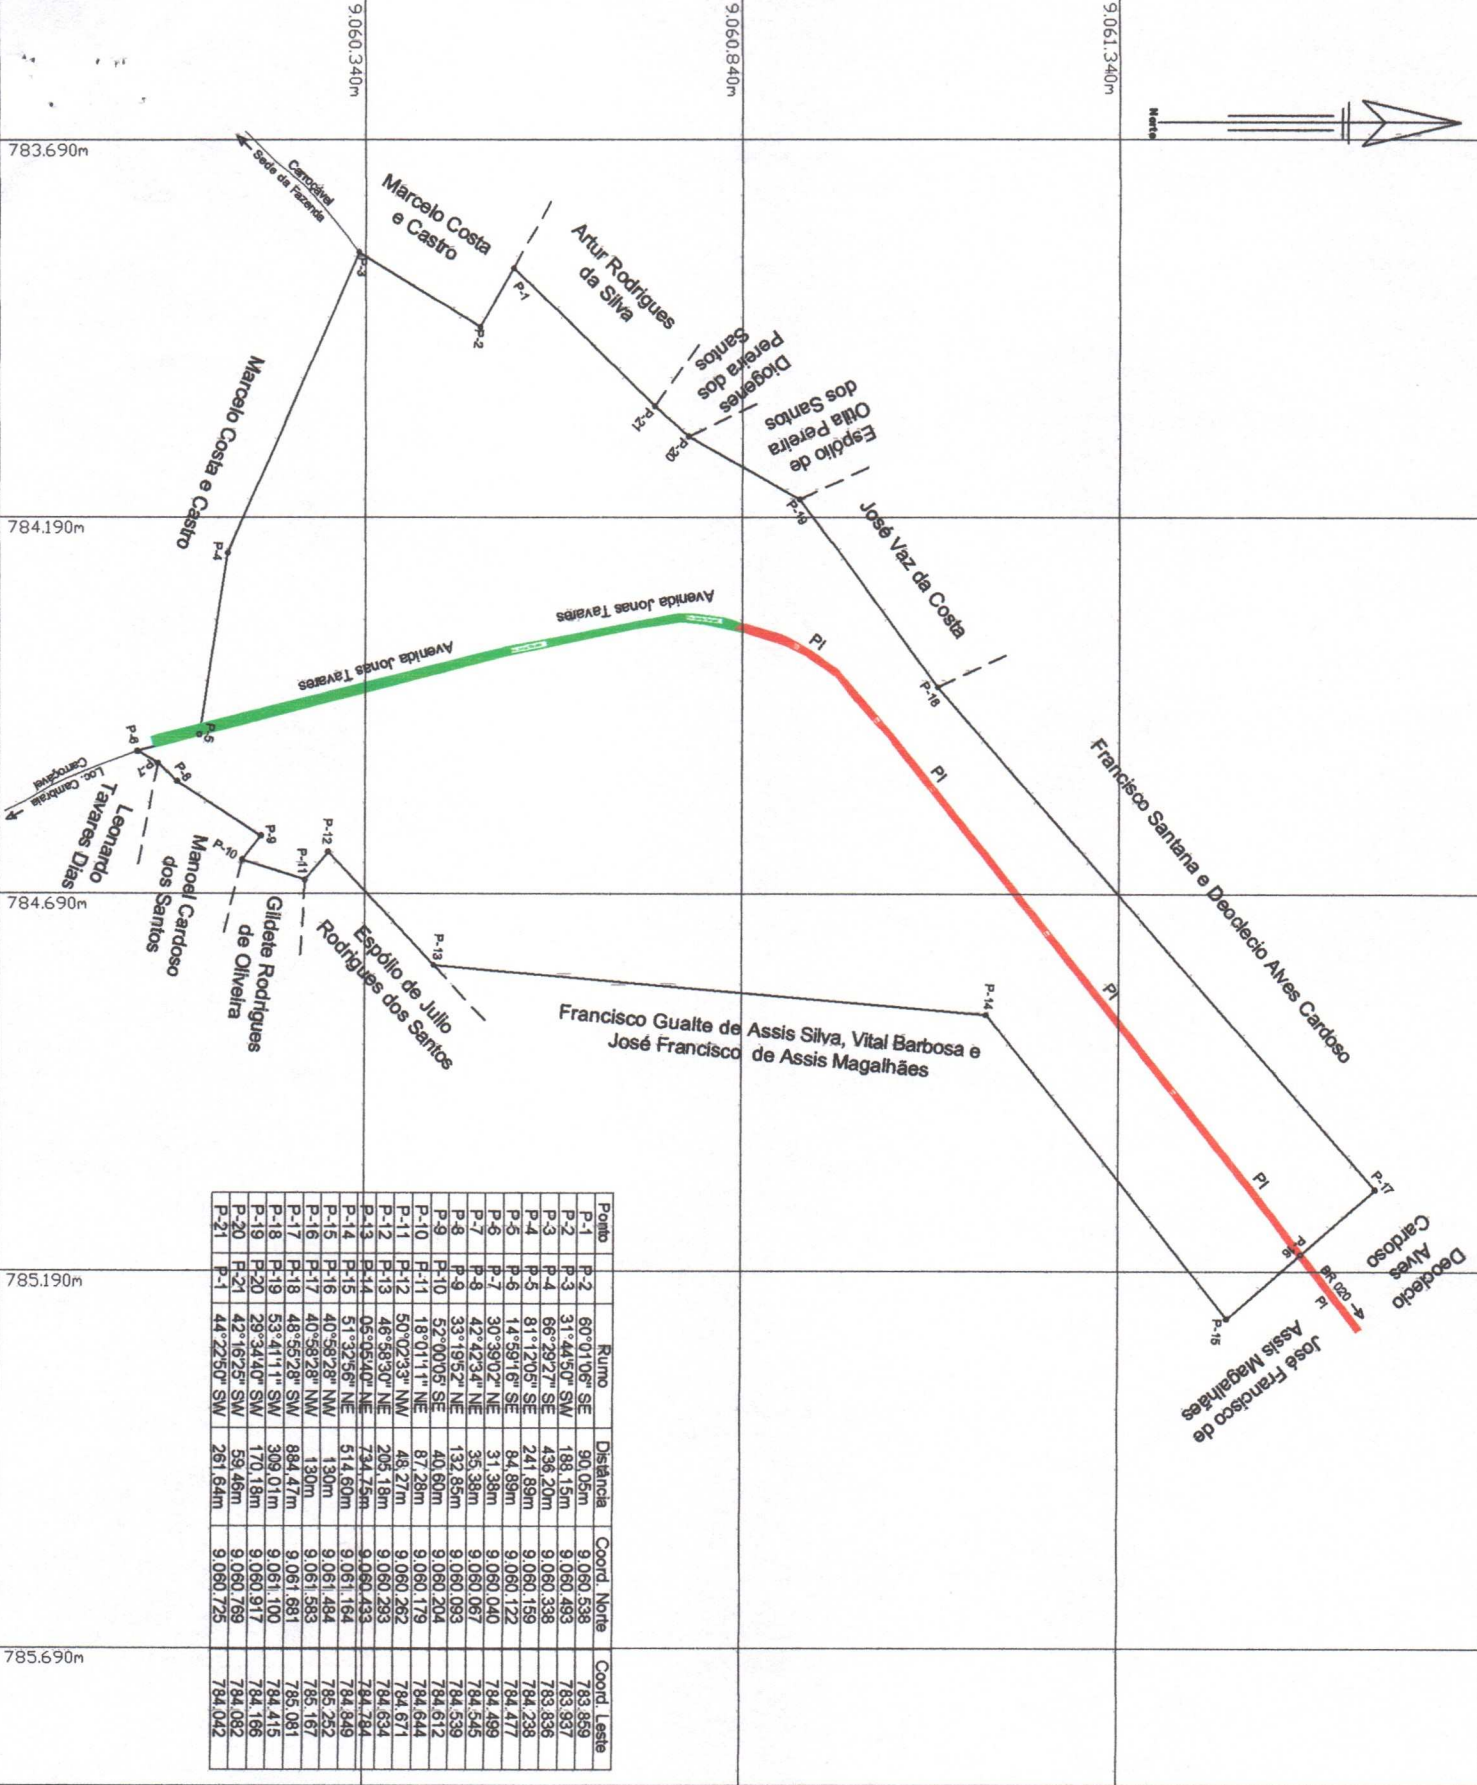 9.060.340m
9.060.840m
9.061.340m
Norte
783.690m
784.190m
784.690m
785.190m
785.690m
Carroçável
Sede da Fazenda
Marcelo Costa
e Castro
Artur Rodrigues
da Silva
Diogenes
Pereira dos
Santos
Espólio de
Otila Pereira
dos Santos
José Vaz da Costa
Francisco Santana e Deoclecio Alves Cardoso
Deoclecio
Alves
Cardoso
José Francisco de
Assis Magalhães
BR 020
Francisco Gualte de Assis Silva, Vital Barbosa e
José Francisco de Assis Magalhães
Espólio de Julio
Rodrigues dos Santos
Gildete Rodrigues
de Oliveira
Manoel Cardoso
dos Santos
Leonardo
Tavares Dias
Carroçável
Loc. Cambraia
Marcelo Costa e Castro
Avenida Jonas Tavares
Avenida Jonas Tavares
PI
PI
PI
PI
PI
P-1
P-2
P-3
P-4
P-5
P-6
P-7
P-8
P-9
P-10
P-11
P-12
P-13
P-14
P-15
P-16
P-17
P-18
P-19
P-20
P-21
Ponto Rumo Distância Coord. Norte Coord. Leste
P-1 P-2 60°01'06" SE 90,05m 9.060.538 783.859
P-2 P-3 31°44'50" SW 188,15m 9.060.493 783.937
P-3 P-4 66°29'27" SE 436,20m 9.060.338 783.836
P-4 P-5 81°12'05" SE 241,89m 9.060.159 784.238
P-5 P-6 14°59'16" SE 84,89m 9.060.122 784.477
P-6 P-7 30°39'02" NE 31,38m 9.060.040 784.499
P-7 P-8 42°42'34" NE 35,38m 9.060.067 784.545
P-8 P-9 33°19'52" NE 132,85m 9.060.093 784.539
P-9 P-10 52°00'05" SE 40,60m 9.060.204 784.612
P-10 P-11 18°01'11" NE 87,28m 9.060.179 784.644
P-11 P-12 50°02'33" NW 48,27m 9.060.262 784.671
P-12 P-13 46°58'30" NE 205,18m 9.060.293 784.634
P-13 P-14 05°05'40" NE 734,75m 9.060.433 784.784
P-14 P-15 51°32'56" NE 514,60m 9.061.164 784.849
P-15 P-16 40°58'28" NW 130m 9.061.484 785.252
P-16 P-17 40°58'28" NW 130m 9.061.583 785.167
P-17 P-18 48°55'28" SW 884,47m 9.061.681 785.081
P-18 P-19 53°41'11" SW 309,01m 9.061.100 784.415
P-19 P-20 29°34'40" SW 170,18m 9.060.917 784.166
P-20 P-21 42°16'25" SW 59,46m 9.060.769 784.082
P-21 P-1 44°22'50" SW 261,64m 9.060.725 784.042